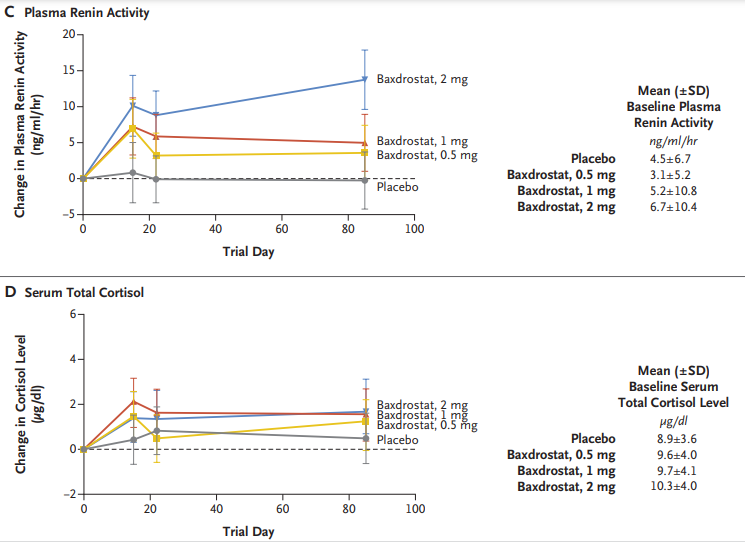 C Plasma Renin Activity
Change in Plasma Renin Activity
(ng/ml/hr)
20
15
10
5
0
−5
0 20 40 60 80 100
Trial Day
Baxdrostat, 2 mg
Baxdrostat, 1 mg
Baxdrostat, 0.5 mg
Placebo
Mean (±SD)
Baseline Plasma
Renin Activity
ng/ml/hr
Placebo 4.5±6.7
Baxdrostat, 0.5 mg 3.1±5.2
Baxdrostat, 1 mg 5.2±10.8
Baxdrostat, 2 mg 6.7±10.4
D Serum Total Cortisol
Change in Cortisol Level
(µg/dl)
6
4
2
0
−2
0 20 40 60 80 100
Trial Day
Baxdrostat, 2 mg
Baxdrostat, 1 mg
Baxdrostat, 0.5 mg
Placebo
Mean (±SD)
Baseline Serum
Total Cortisol Level
µg/dl
Placebo 8.9±3.6
Baxdrostat, 0.5 mg 9.6±4.0
Baxdrostat, 1 mg 9.7±4.1
Baxdrostat, 2 mg 10.3±4.0